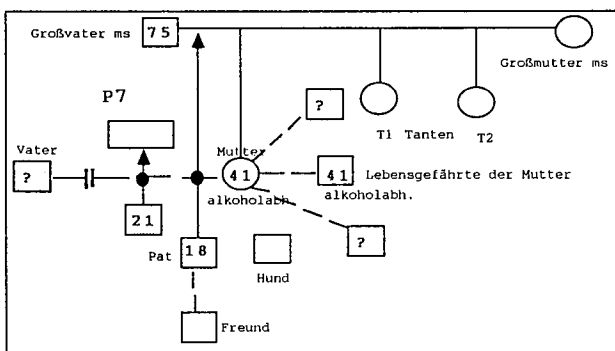 Großvater ms 75
Großmutter ms
P7
?
T1 Tanten T2
Vater
Mutter
? 41 41 Lebensgefährte der Mutter
alkoholabh. alkoholabh.
21
?
Pat 18
Hund
Freund